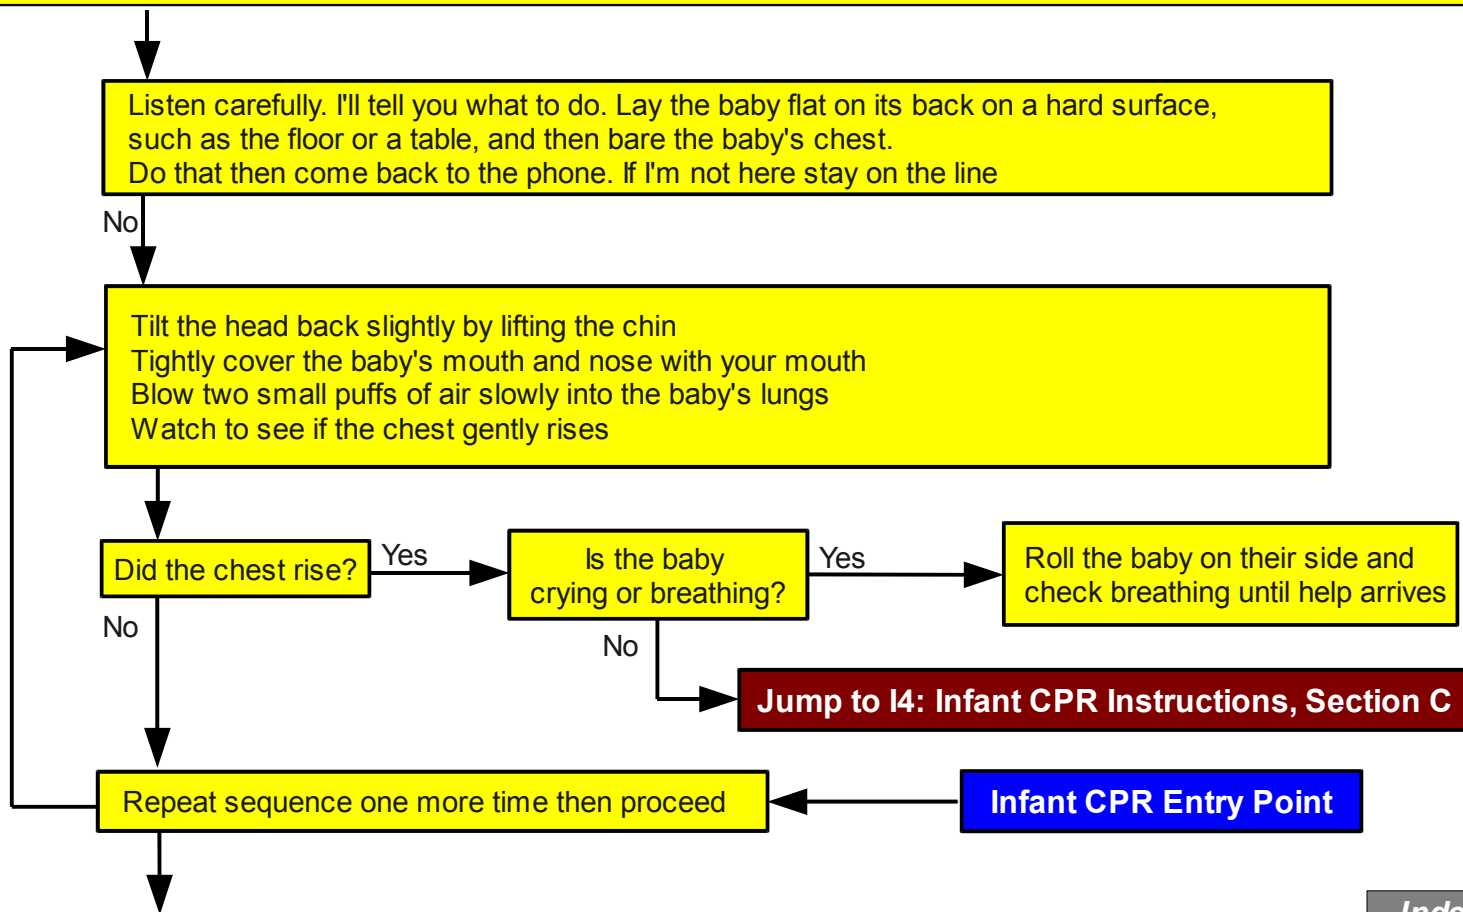 Listen carefully. I'll tell you what to do. Lay the baby flat on its back on a hard surface,
such as the floor or a table, and then bare the baby's chest.
Do that then come back to the phone. If I'm not here stay on the line
No
Tilt the head back slightly by lifting the chin
Tightly cover the baby's mouth and nose with your mouth
Blow two small puffs of air slowly into the baby's lungs
Watch to see if the chest gently rises
Did the chest rise?
Yes
Is the baby
crying or breathing?
Yes
Roll the baby on their side and
check breathing until help arrives
No
No
Jump to I4: Infant CPR Instructions, Section C
Repeat sequence one more time then proceed
Infant CPR Entry Point